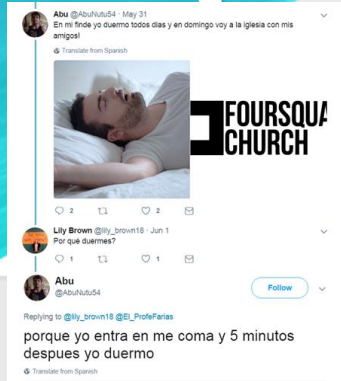 Abu @AbuNutu54 · May 31
En mi finde yo duermo todos dias y en domingo voy a la iglesia con mis
amigos!
Translate from Spanish
FOURSQUA
CHURCH
2 2
Lily Brown @lily_brown18 · Jun 1
Por qué duermes?
1 1
Abu
@AbuNutu54
Follow
Replying to @lily_brown18 @El_ProfeFarias
porque yo entra en me coma y 5 minutos
despues yo duermo
Translate from Spanish